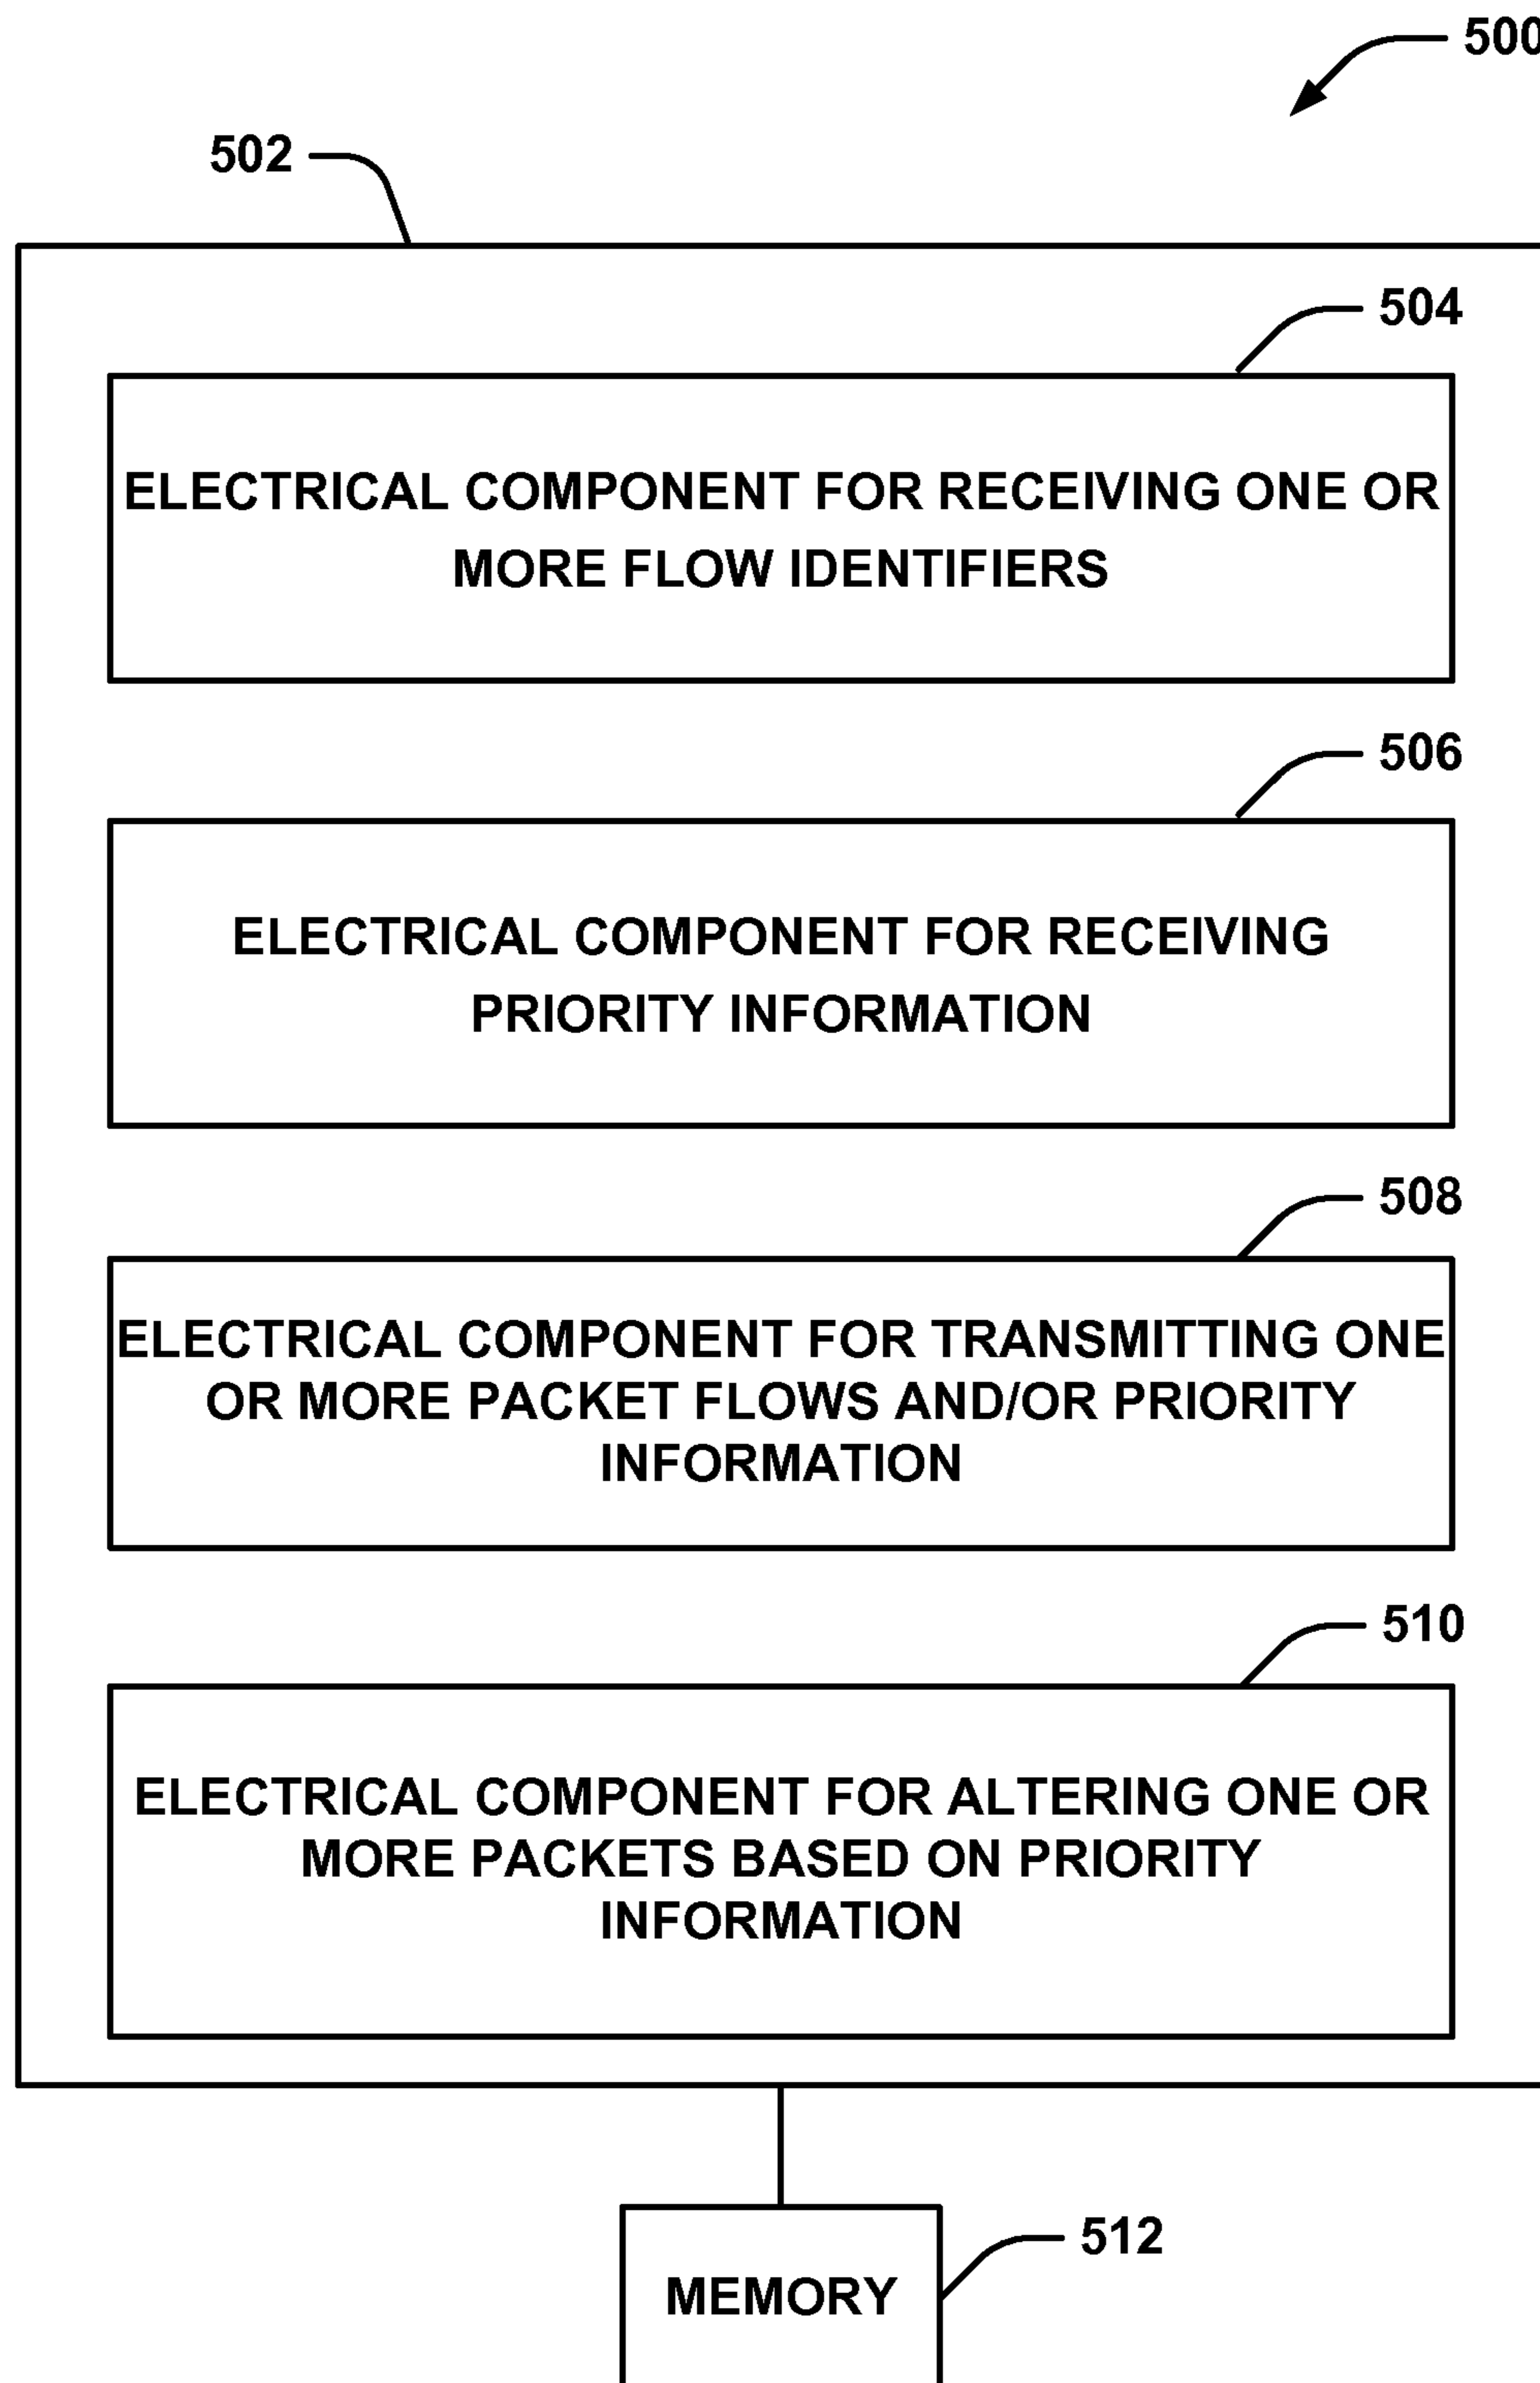 500
502
504
ELECTRICAL COMPONENT FOR RECEIVING ONE OR
MORE FLOW IDENTIFIERS
506
ELECTRICAL COMPONENT FOR RECEIVING
PRIORITY INFORMATION
508
ELECTRICAL COMPONENT FOR TRANSMITTING ONE
OR MORE PACKET FLOWS AND/OR PRIORITY
INFORMATION
510
ELECTRICAL COMPONENT FOR ALTERING ONE OR
MORE PACKETS BASED ON PRIORITY
INFORMATION
512
MEMORY